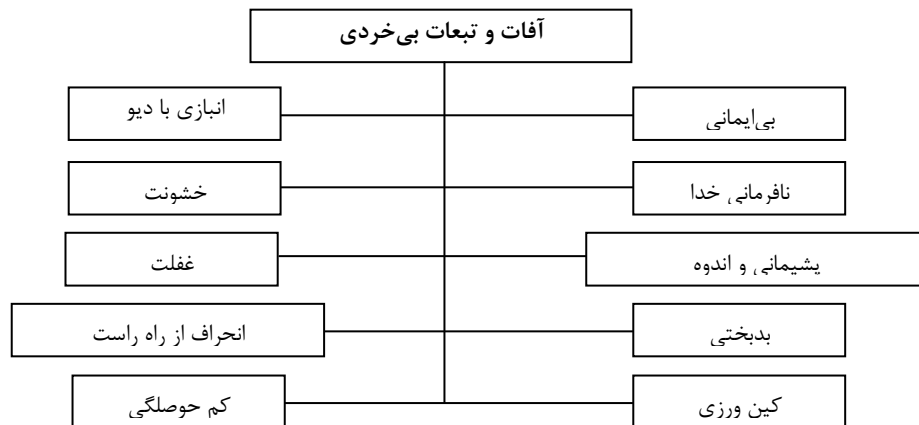 آفات و تبعات بی‌خردی
بی‌ایمانی
انبازی با دیو
نافرمانی خدا
خشونت
پشیمانی و اندوه
غفلت
بدبختی
انحراف از راه راست
کین ورزی
کم حوصلگی